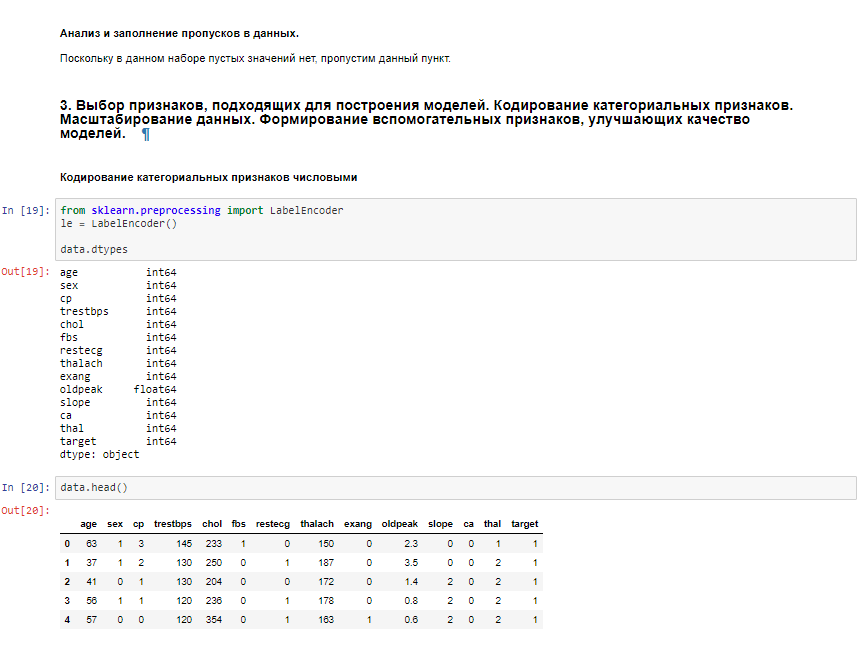 Анализ и заполнение пропусков в данных.
Поскольку в данном наборе пустых значений нет, пропустим данный пункт.
3. Выбор признаков, подходящих для построения моделей. Кодирование категориальных признаков.
Масштабирование данных. Формирование вспомогательных признаков, улучшающих качество
моделей. ¶
Кодирование категориальных признаков числовыми
In [19]: from sklearn.preprocessing import LabelEncoder
le = LabelEncoder()
data.dtypes
Out[19]: age int64
sex int64
cp int64
trestbps int64
chol int64
fbs int64
restecg int64
thalach int64
exang int64
oldpeak float64
slope int64
ca int64
thal int64
target int64
dtype: object
In [20]: data.head()
Out[20]:
age sex cp trestbps chol fbs restecg thalach exang oldpeak slope ca thal target
0 63 1 3 145 233 1 0 150 0 2.3 0 0 1 1
1 37 1 2 130 250 0 1 187 0 3.5 0 0 2 1
2 41 0 1 130 204 0 0 172 0 1.4 2 0 2 1
3 56 1 1 120 236 0 1 178 0 0.8 2 0 2 1
4 57 0 0 120 354 0 1 163 1 0.6 2 0 2 1